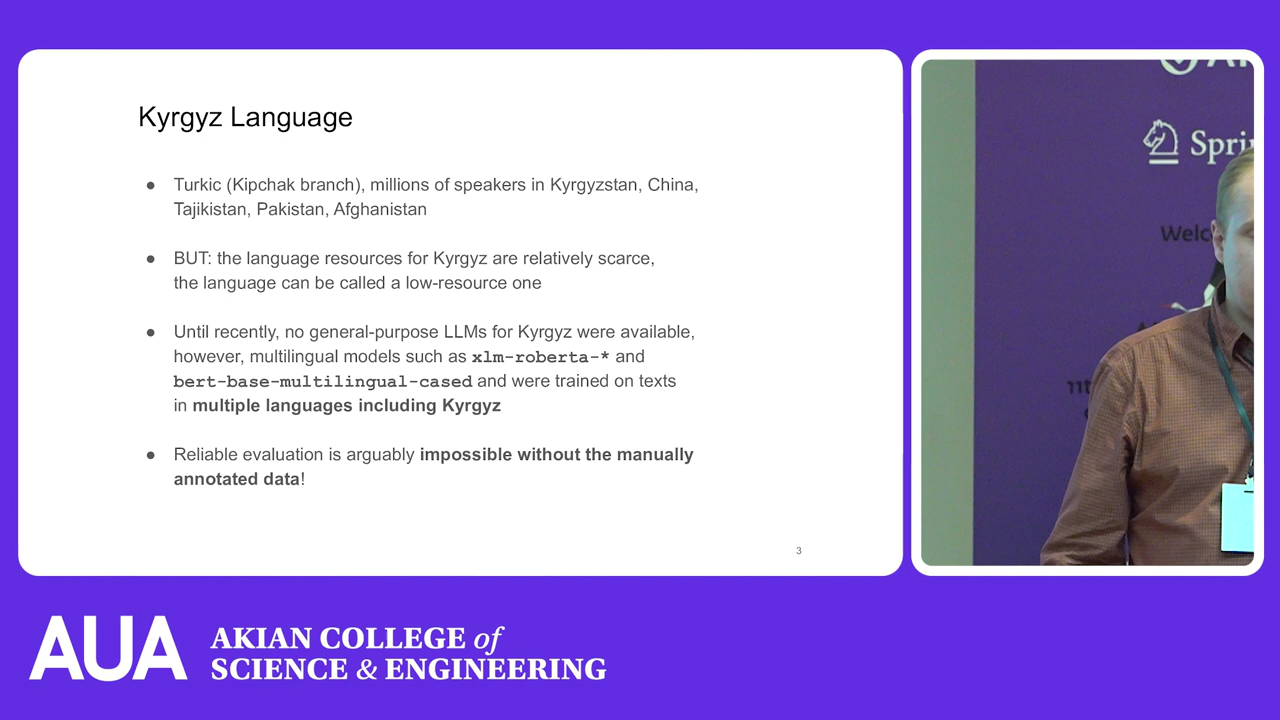 Kyrgyz Language
● Turkic (Kipchak branch), millions of speakers in Kyrgyzstan, China,
Tajikistan, Pakistan, Afghanistan
● BUT: the language resources for Kyrgyz are relatively scarce,
the language can be called a low-resource one
● Until recently, no general-purpose LLMs for Kyrgyz were available,
however, multilingual models such as xlm-roberta-* and
bert-base-multilingual-cased and were trained on texts
in multiple languages including Kyrgyz
● Reliable evaluation is arguably impossible without the manually
annotated data!
3
AUA
AKIAN COLLEGE of
SCIENCE & ENGINEERING